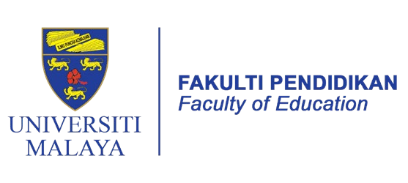 UNIVERSITI
MALAYA
FAKULTI PENDIDIKAN
Faculty of Education